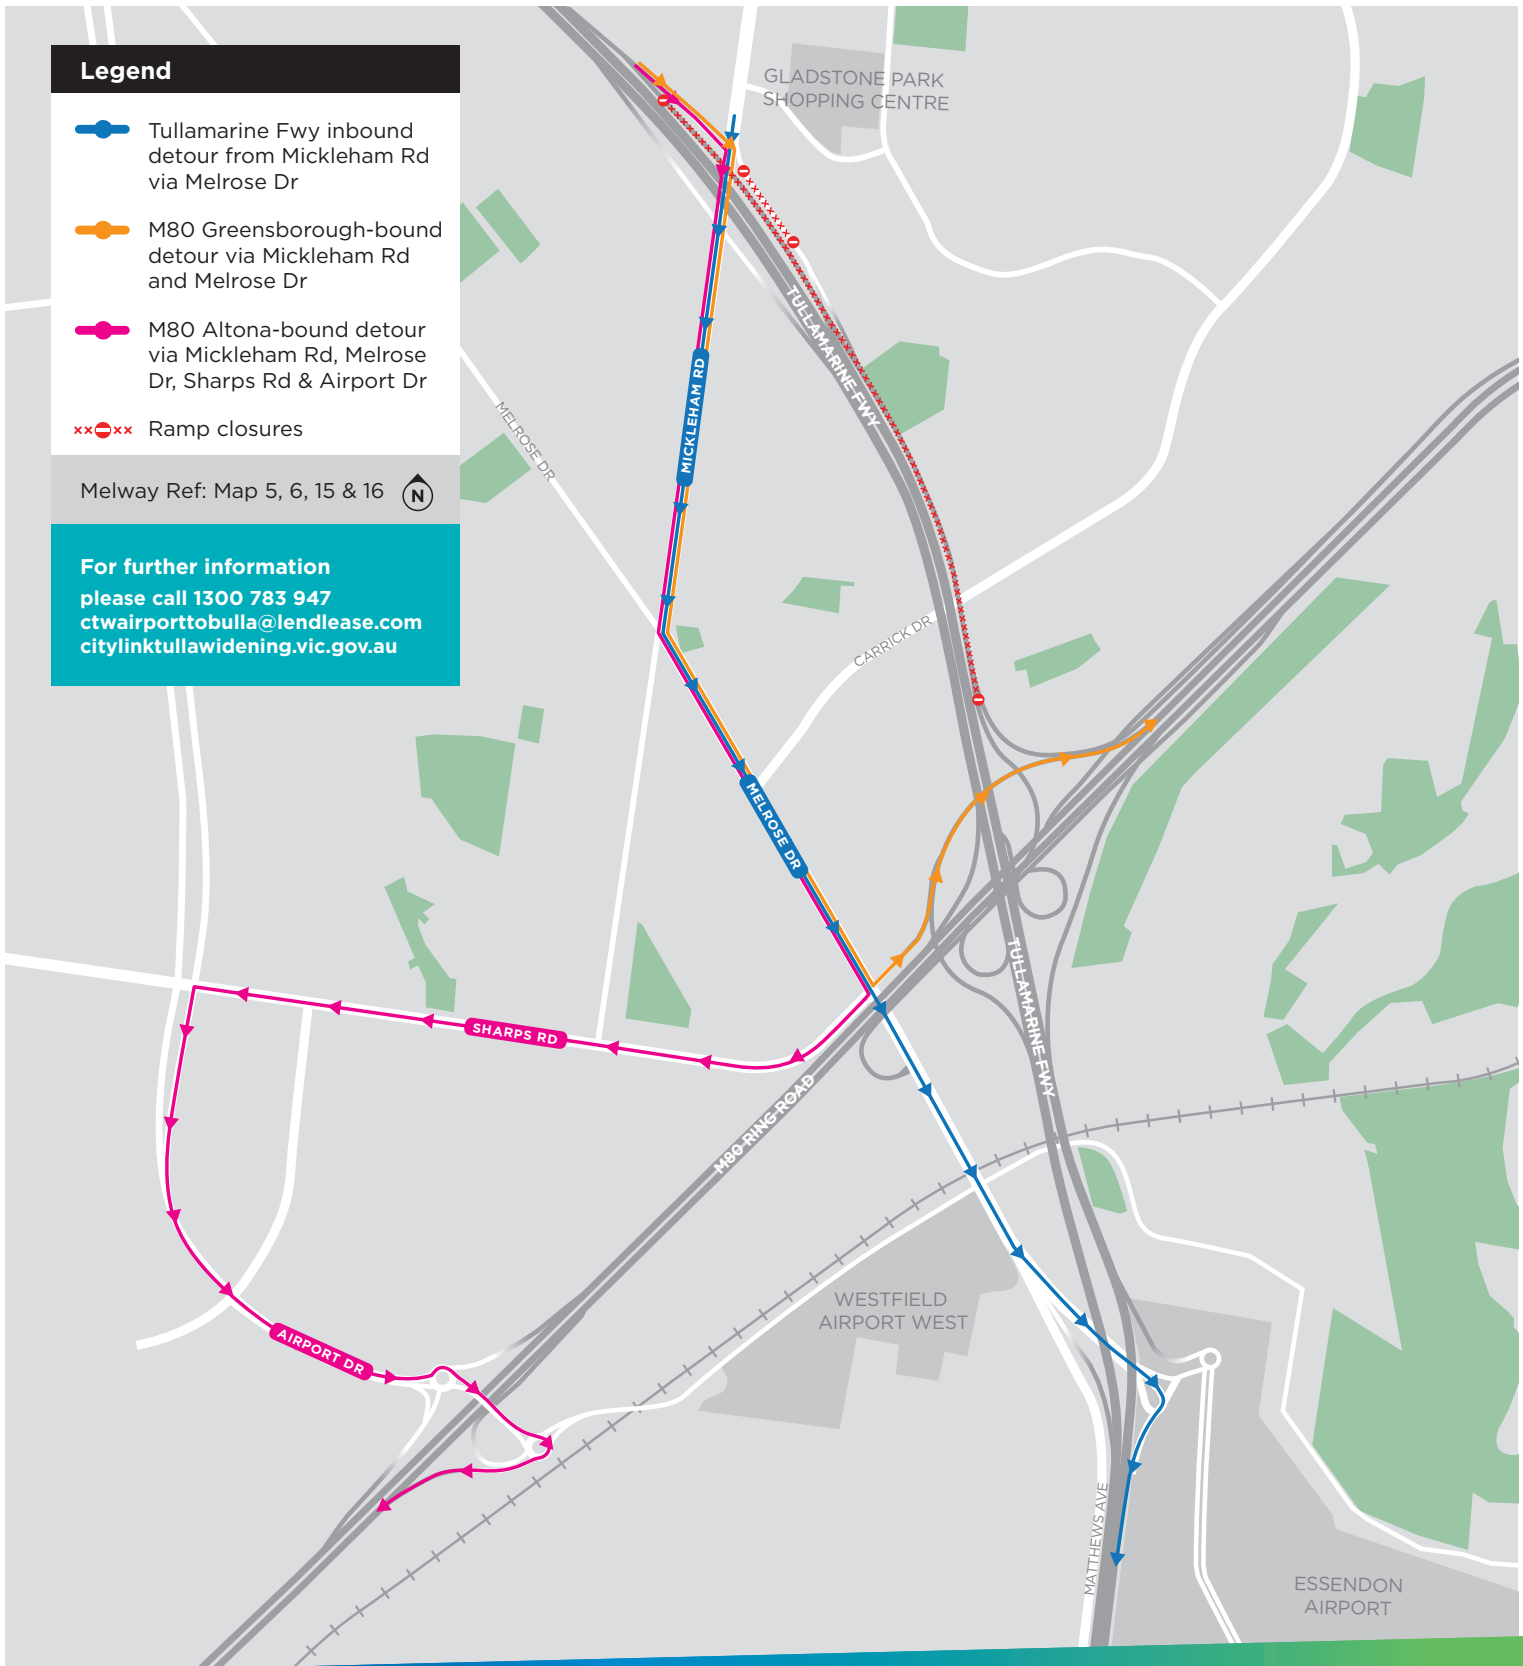 Legend
Tullamarine Fwy inbound
detour from Mickleham Rd
via Melrose Dr
M80 Greensborough-bound
detour via Mickleham Rd
and Melrose Dr
M80 Altona-bound detour
via Mickleham Rd, Melrose
Dr, Sharps Rd & Airport Dr
Ramp closures
Melway Ref: Map 5, 6, 15 & 16
N
For further information
please call 1300 783 947
ctwairporttobulla@lendlease.com
citylinktullawidening.vic.gov.au
GLADSTONE PARK
SHOPPING CENTRE
TULLAMARINE FWY
MICKLEHAM RD
MELROSE DR
CARRICK DR
MELROSE DR
TULLAMARINE FWY
SHARPS RD
M80 RING ROAD
WESTFIELD
AIRPORT WEST
AIRPORT DR
MATTHEWS AVE
ESSENDON
AIRPORT